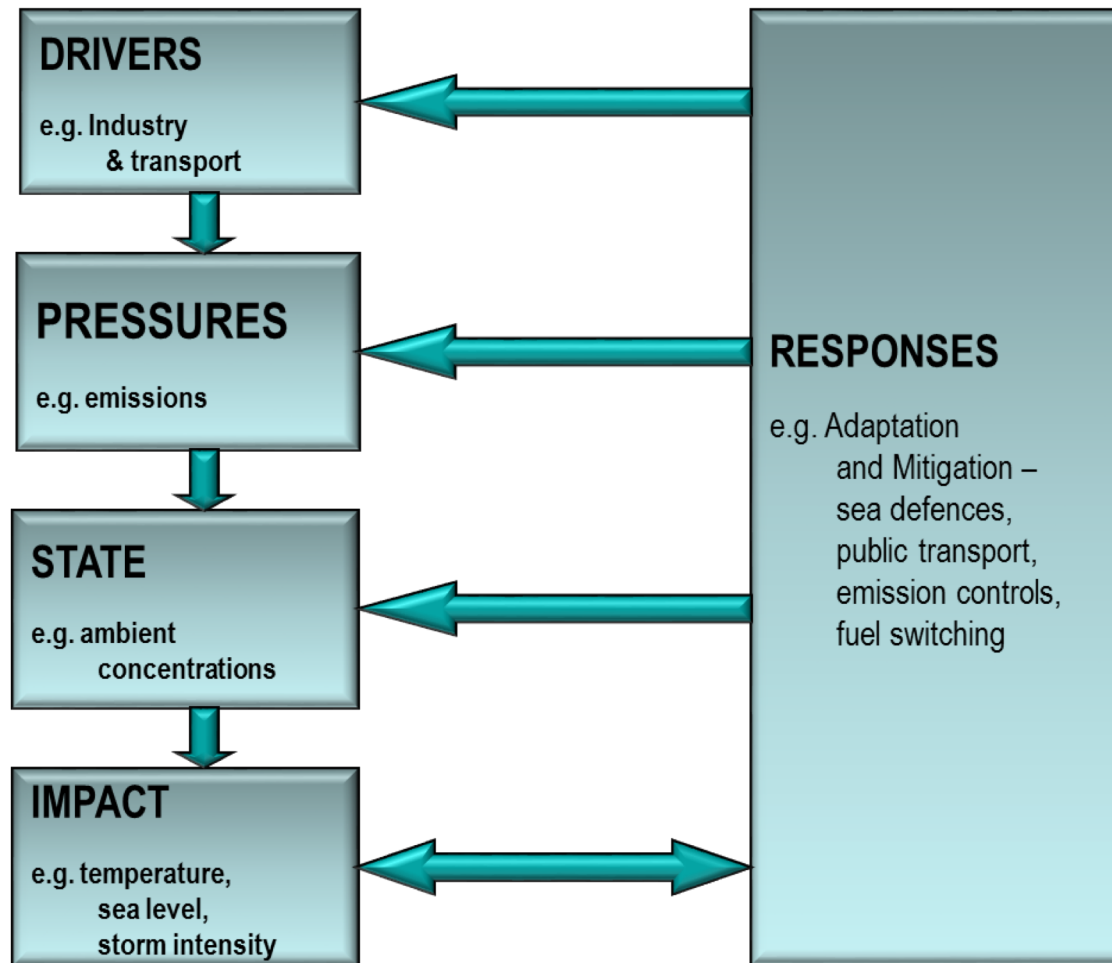 DRIVERS
e.g. Industry
& transport
PRESSURES
e.g. emissions
STATE
e.g. ambient
concentrations
IMPACT
e.g. temperature,
sea level,
storm intensity
RESPONSES
e.g. Adaptation
and Mitigation –
sea defences,
public transport,
emission controls,
fuel switching